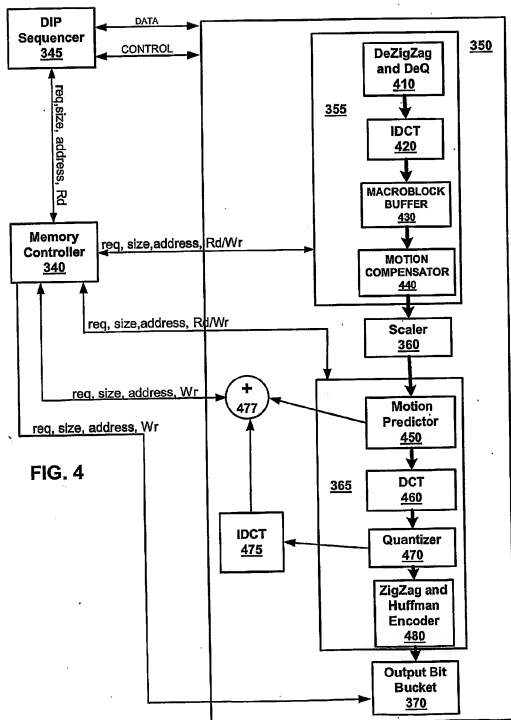 DIP
Sequencer
345
DATA
CONTROL
req,size, address,
Rd
Memory
Controller
340
req, size,address, Rd/Wr
req, size,address, Rd/Wr
req, size, address, Wr
req, size, address, Wr
FIG. 4
350
355
DeZigZag
and DeQ
410
IDCT
420
MACROBLOCK
BUFFER
430
MOTION
COMPENSATOR
440
Scaler
360
+
477
365
Motion
Predictor
450
DCT
460
IDCT
475
Quantizer
470
ZigZag and
Huffman
Encoder
480
Output Bit
Bucket
370